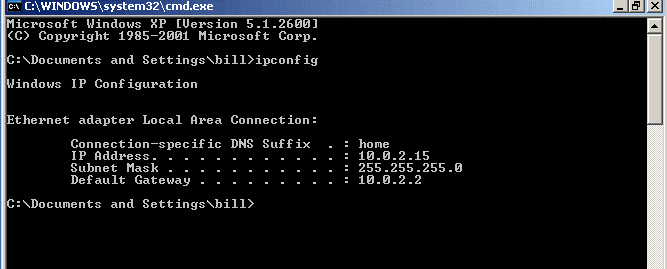 C:\WINDOWS\system32\cmd.exe
Microsoft Windows XP [Version 5.1.2600]
(C) Copyright 1985-2001 Microsoft Corp.
C:\Documents and Settings\bill>ipconfig
Windows IP Configuration
Ethernet adapter Local Area Connection:
Connection-specific DNS Suffix  . : home
IP Address. . . . . . . . . . . . : 10.0.2.15
Subnet Mask . . . . . . . . . . . : 255.255.255.0
Default Gateway . . . . . . . . . : 10.0.2.2
C:\Documents and Settings\bill>